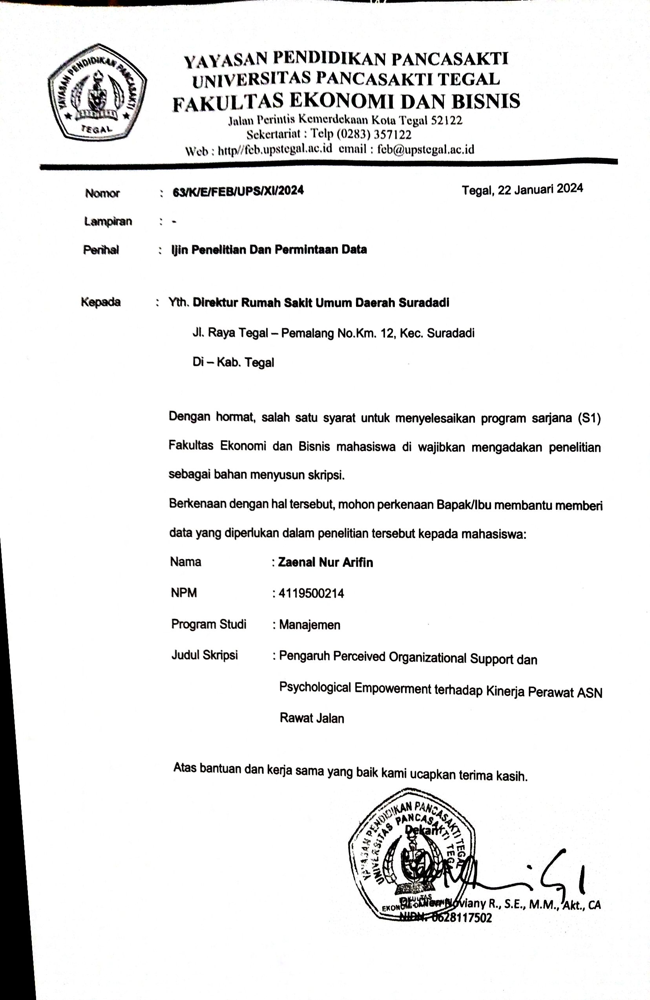 YAYASAN PENDIDIKAN PANCASAKTI
TEGAL
YAYASAN PENDIDIKAN PANCASAKTI
UNIVERSITAS PANCASAKTI TEGAL
FAKULTAS EKONOMI DAN BISNIS
Jalan Perintis Kemerdekaan Kota Tegal 52122
Sekertariat : Telp (0283) 357122
Web : http//feb.upstegal.ac.id email : feb@upstegal.ac.id
Nomor : 63/K/E/FEB/UPS/XI/2024 Tegal, 22 Januari 2024
Lampiran : -
Perihal : Ijin Penelitian Dan Permintaan Data
Kepada : Yth. Direktur Rumah Sakit Umum Daerah Suradadi
Jl. Raya Tegal – Pemalang No.Km. 12, Kec. Suradadi
Di – Kab. Tegal
Dengan hormat, salah satu syarat untuk menyelesaikan program sarjana (S1)
Fakultas Ekonomi dan Bisnis mahasiswa di wajibkan mengadakan penelitian
sebagai bahan menyusun skripsi.
Berkenaan dengan hal tersebut, mohon perkenaan Bapak/Ibu membantu memberi
data yang diperlukan dalam penelitian tersebut kepada mahasiswa:
Nama : Zaenal Nur Arifin
NPM : 4119500214
Program Studi : Manajemen
Judul Skripsi : Pengaruh Perceived Organizational Support dan
Psychological Empowerment terhadap Kinerja Perawat ASN
Rawat Jalan
Atas bantuan dan kerja sama yang baik kami ucapkan terima kasih.
YAYASAN PENDIDIKAN PANCASAKTI TEGAL
UNIVERSITAS PANCASAKTI TEGAL
Dekan
Dr. Noviany R., S.E., M.M., Akt., CA
NIDN. 0628117502